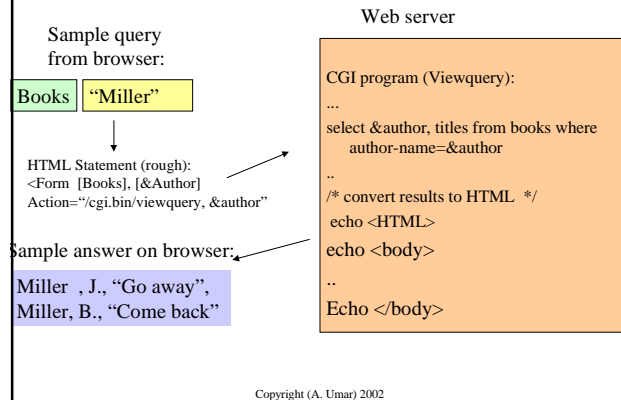 Sample query
from browser:
Books “Miller”
HTML Statement (rough):
<Form [Books], [&Author]
Action=“/cgi.bin/viewquery, &author”
Sample answer on browser:
Miller , J., “Go away”,
Miller, B., “Come back”
Web server
CGI program (Viewquery):
...
select &author, titles from books where
author-name=&author
..
/* convert results to HTML */
echo <HTML>
echo <body>
..
Echo </body>
Copyright (A. Umar) 2002